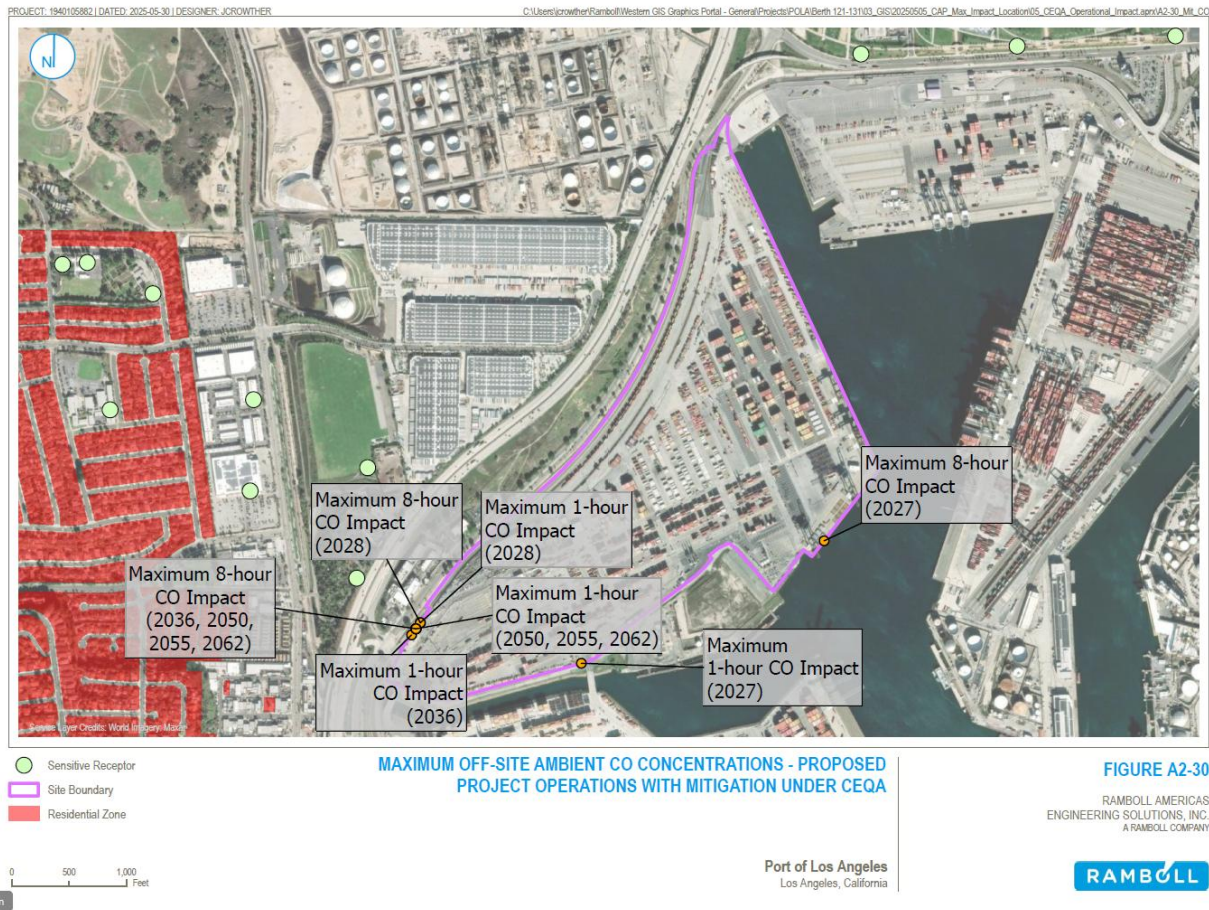 PROJECT: 1940105882 | DATED: 2025-05-30 | DESIGNER: JCROWTHER
C:\Users\jcrowther\Ramboll\Western GIS Graphics Portal - General\Projects\POLA\Berth 121-131\03_GIS\20250505_CAP_Max_Impact_Location\05_CEQA_Operational_Impact.aprx\A2-30_Mit_CO
N
Maximum 8-hour
CO Impact
(2027)
Maximum 8-hour
CO Impact
(2028)
Maximum 1-hour
CO Impact
(2028)
Maximum 8-hour
CO Impact
(2036, 2050,
2055, 2062)
Maximum 1-hour
CO Impact
(2050, 2055, 2062)
Maximum 1-hour
CO Impact
(2036)
Maximum
1-hour CO Impact
(2027)
Layer Credits: World Imagery: Maxar
Sensitive Receptor
Site Boundary
Residential Zone
0 500 1,000
Feet
MAXIMUM OFF-SITE AMBIENT CO CONCENTRATIONS - PROPOSED
PROJECT OPERATIONS WITH MITIGATION UNDER CEQA
Port of Los Angeles
Los Angeles, California
FIGURE A2-30
RAMBOLL AMERICAS
ENGINEERING SOLUTIONS, INC.
A RAMBOLL COMPANY
RAMBOLL